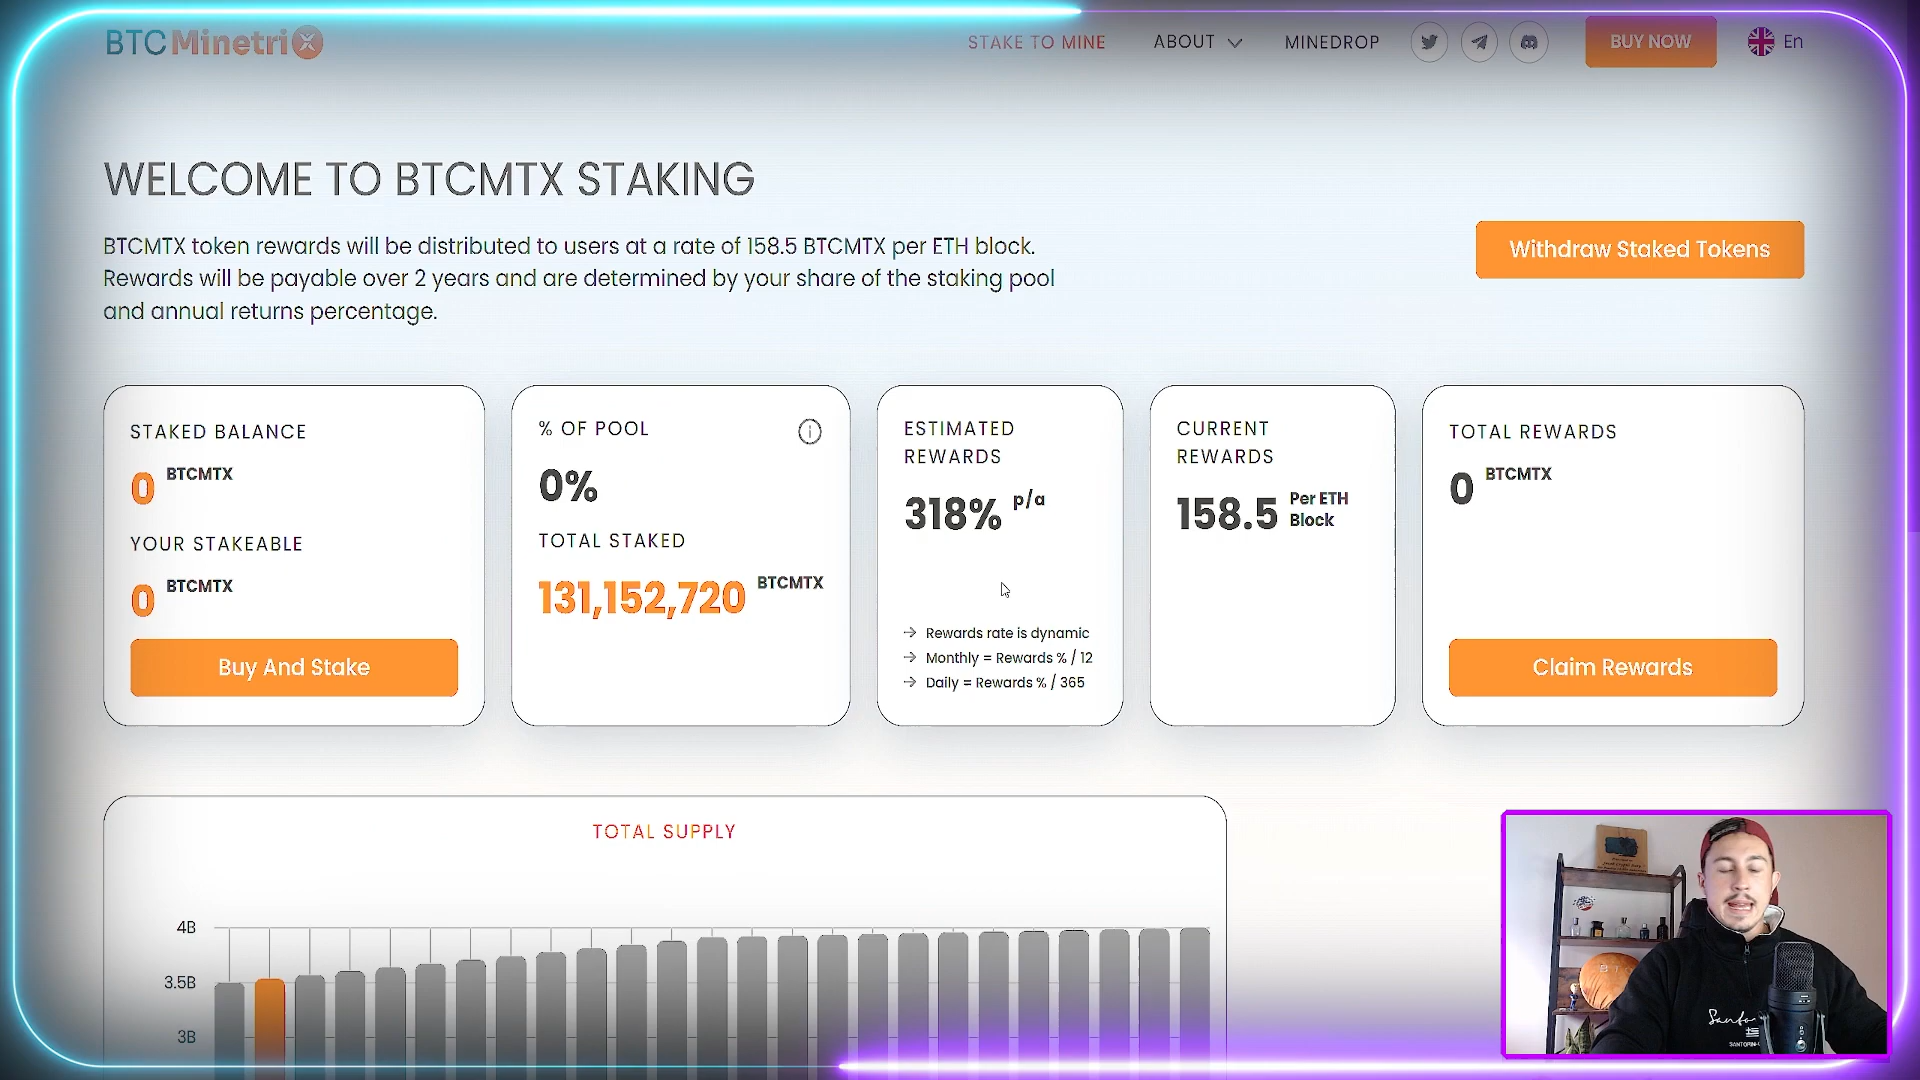 BTCMinetrix
STAKE TO MINE
ABOUT
MINEDROP
BUY NOW
En
WELCOME TO BTCMTX STAKING
BTCMTX token rewards will be distributed to users at a rate of 158.5 BTCMTX per ETH block.
Rewards will be payable over 2 years and are determined by your share of the staking pool
and annual returns percentage.
Withdraw Staked Tokens
STAKED BALANCE
0 BTCMTX
YOUR STAKEABLE
0 BTCMTX
Buy And Stake
% OF POOL
0%
TOTAL STAKED
131,152,720 BTCMTX
ESTIMATED
REWARDS
318% p/a
Rewards rate is dynamic
Monthly = Rewards % / 12
Daily = Rewards % / 365
CURRENT
REWARDS
158.5 Per ETH
Block
TOTAL REWARDS
0 BTCMTX
Claim Rewards
TOTAL SUPPLY
4B
3.5B
3B